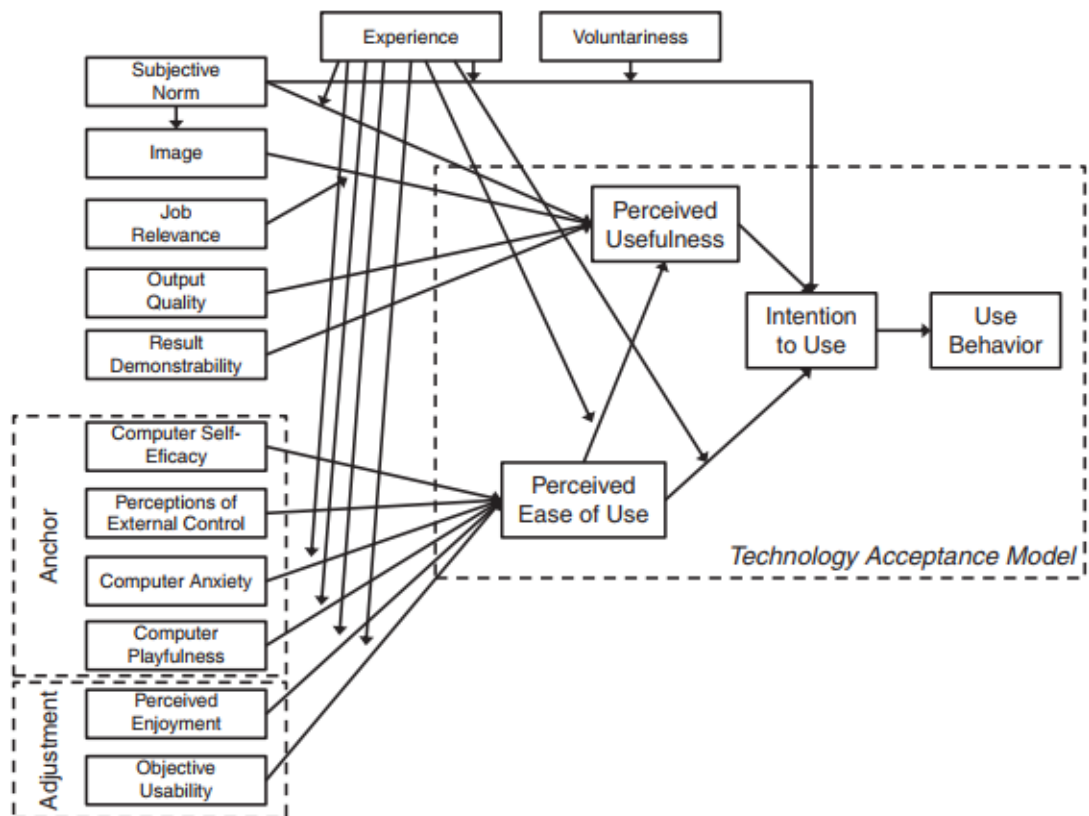 Experience
Voluntariness
Subjective
Norm
Image
Job
Relevance
Output
Quality
Result
Demonstrability
Perceived
Usefulness
Intention
to Use
Use
Behavior
Computer Self-
Eficacy
Perceptions of
External Control
Computer Anxiety
Computer
Playfulness
Anchor
Perceived
Ease of Use
Technology Acceptance Model
Perceived
Enjoyment
Objective
Usability
Adjustment